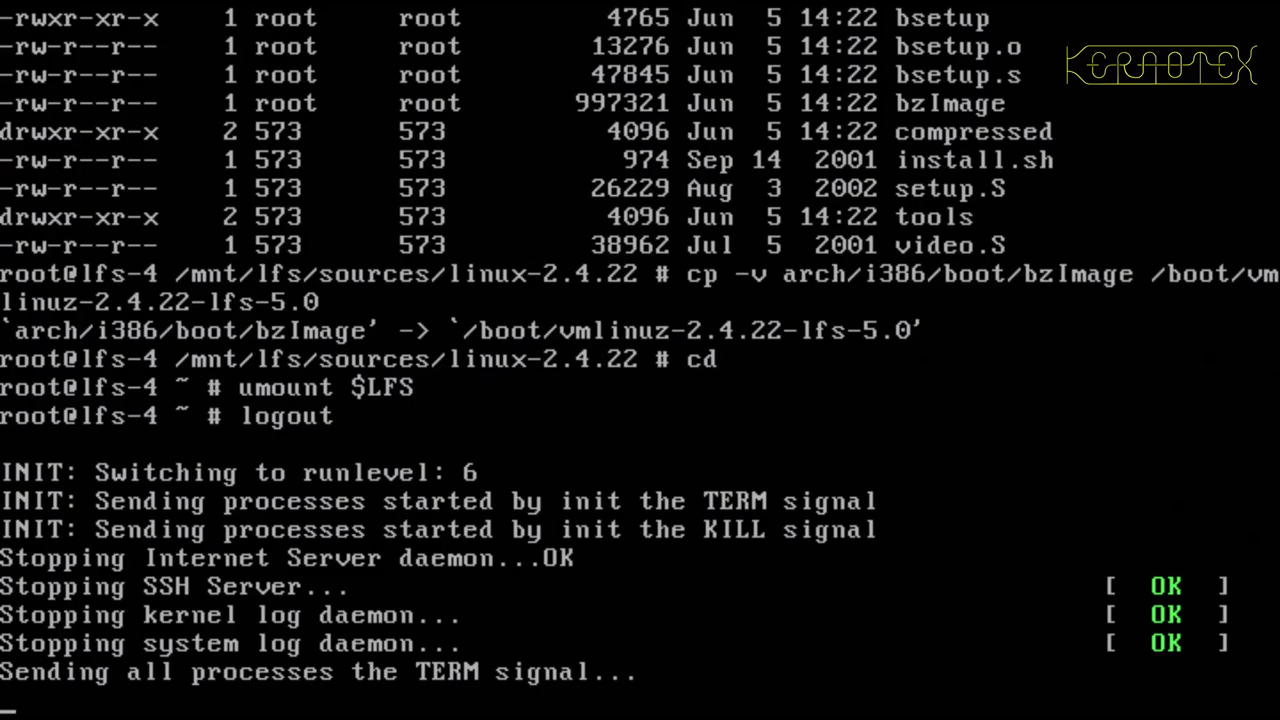 -rwxr-xr-x 1 root root 4765 Jun 5 14:22 bsetup
-rw-r--r-- 1 root root 13276 Jun 5 14:22 bsetup.o
-rw-r--r-- 1 root root 47845 Jun 5 14:22 bsetup.s
KERNOTEX
-rw-r--r-- 1 root root 997321 Jun 5 14:22 bzImage
drwxr-xr-x 2 573 573 4096 Jun 5 14:22 compressed
-rw-r--r-- 1 573 573 974 Sep 14 2001 install.sh
-rw-r--r-- 1 573 573 26229 Aug 3 2002 setup.S
drwxr-xr-x 2 573 573 4096 Jun 5 14:22 tools
-rw-r--r-- 1 573 573 38962 Jul 5 2001 video.S
root@lfs-4 /mnt/lfs/sources/linux-2.4.22 # cp -v arch/i386/boot/bzImage /boot/vm
linuz-2.4.22-lfs-5.0
`arch/i386/boot/bzImage' -> `/boot/vmlinuz-2.4.22-lfs-5.0'
root@lfs-4 /mnt/lfs/sources/linux-2.4.22 # cd
root@lfs-4 ~ # umount $LFS
root@lfs-4 ~ # logout
INIT: Switching to runlevel: 6
INIT: Sending processes started by init the TERM signal
INIT: Sending processes started by init the KILL signal
Stopping Internet Server daemon...OK
Stopping SSH Server... [ OK ]
Stopping kernel log daemon... [ OK ]
Stopping system log daemon... [ OK ]
Sending all processes the TERM signal...